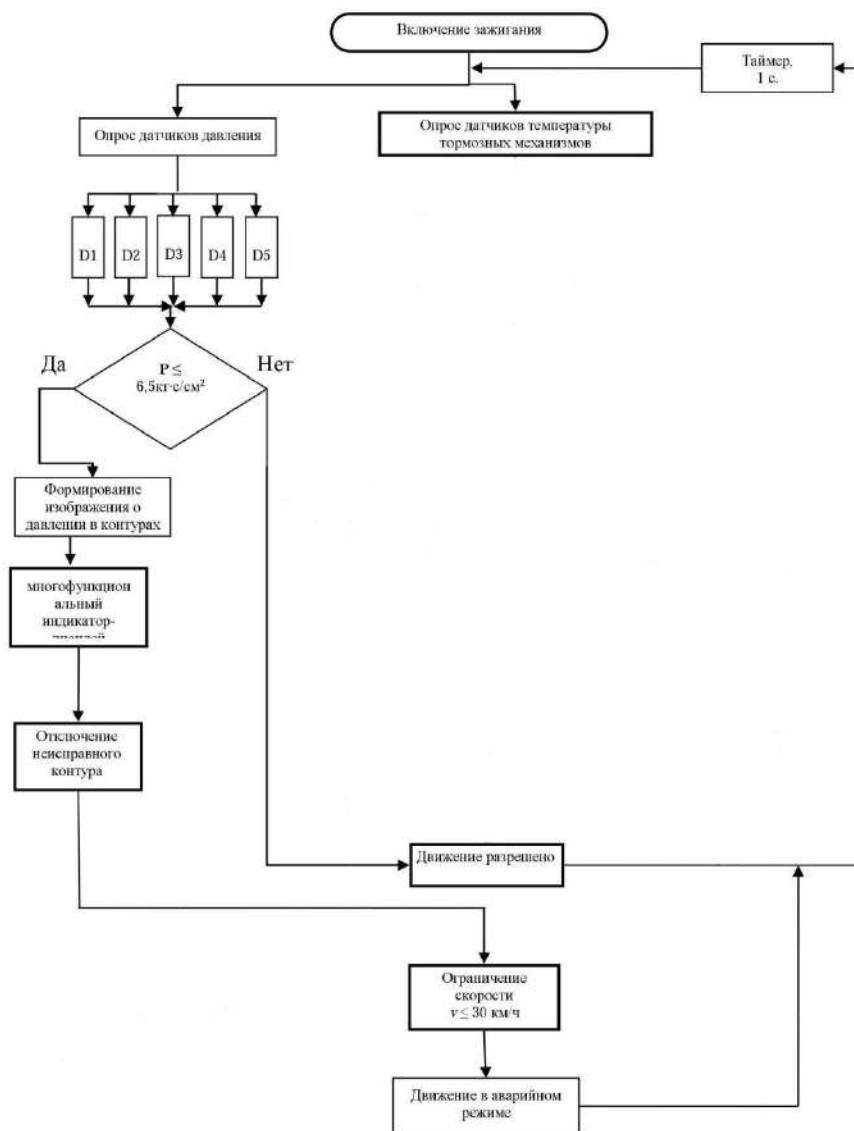 Включение зажигания
Таймер,
1 с.
Опрос датчиков давления
Опрос датчиков температуры
тормозных механизмов
D1 D2 D3 D4 D5
Да
Нет
P ≤
6,5кг·с/см²
Формирование
изображения о
давлении в контурах
многофункцион
альный
индикатор-
Отключение
неисправного
контура
Движение разрешено
Ограничение
скорости
v ≤ 30 км/ч
Движение в аварийном
режиме